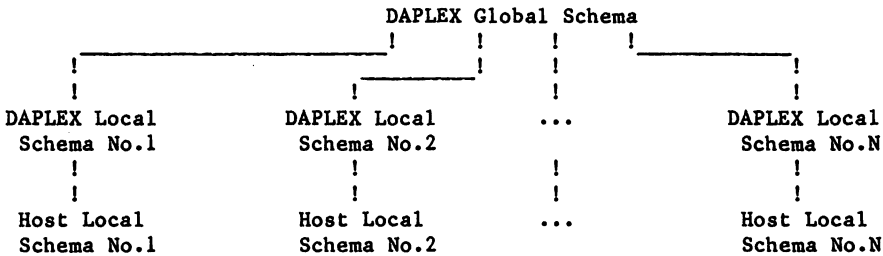 DAPLEX Global Schema
! ! ! !
! ! ! !
! ! ! !
DAPLEX Local DAPLEX Local ... DAPLEX Local
Schema No.1 Schema No.2 Schema No.N
! ! ! !
! ! ! !
Host Local Host Local ... Host Local
Schema No.1 Schema No.2 Schema No.N